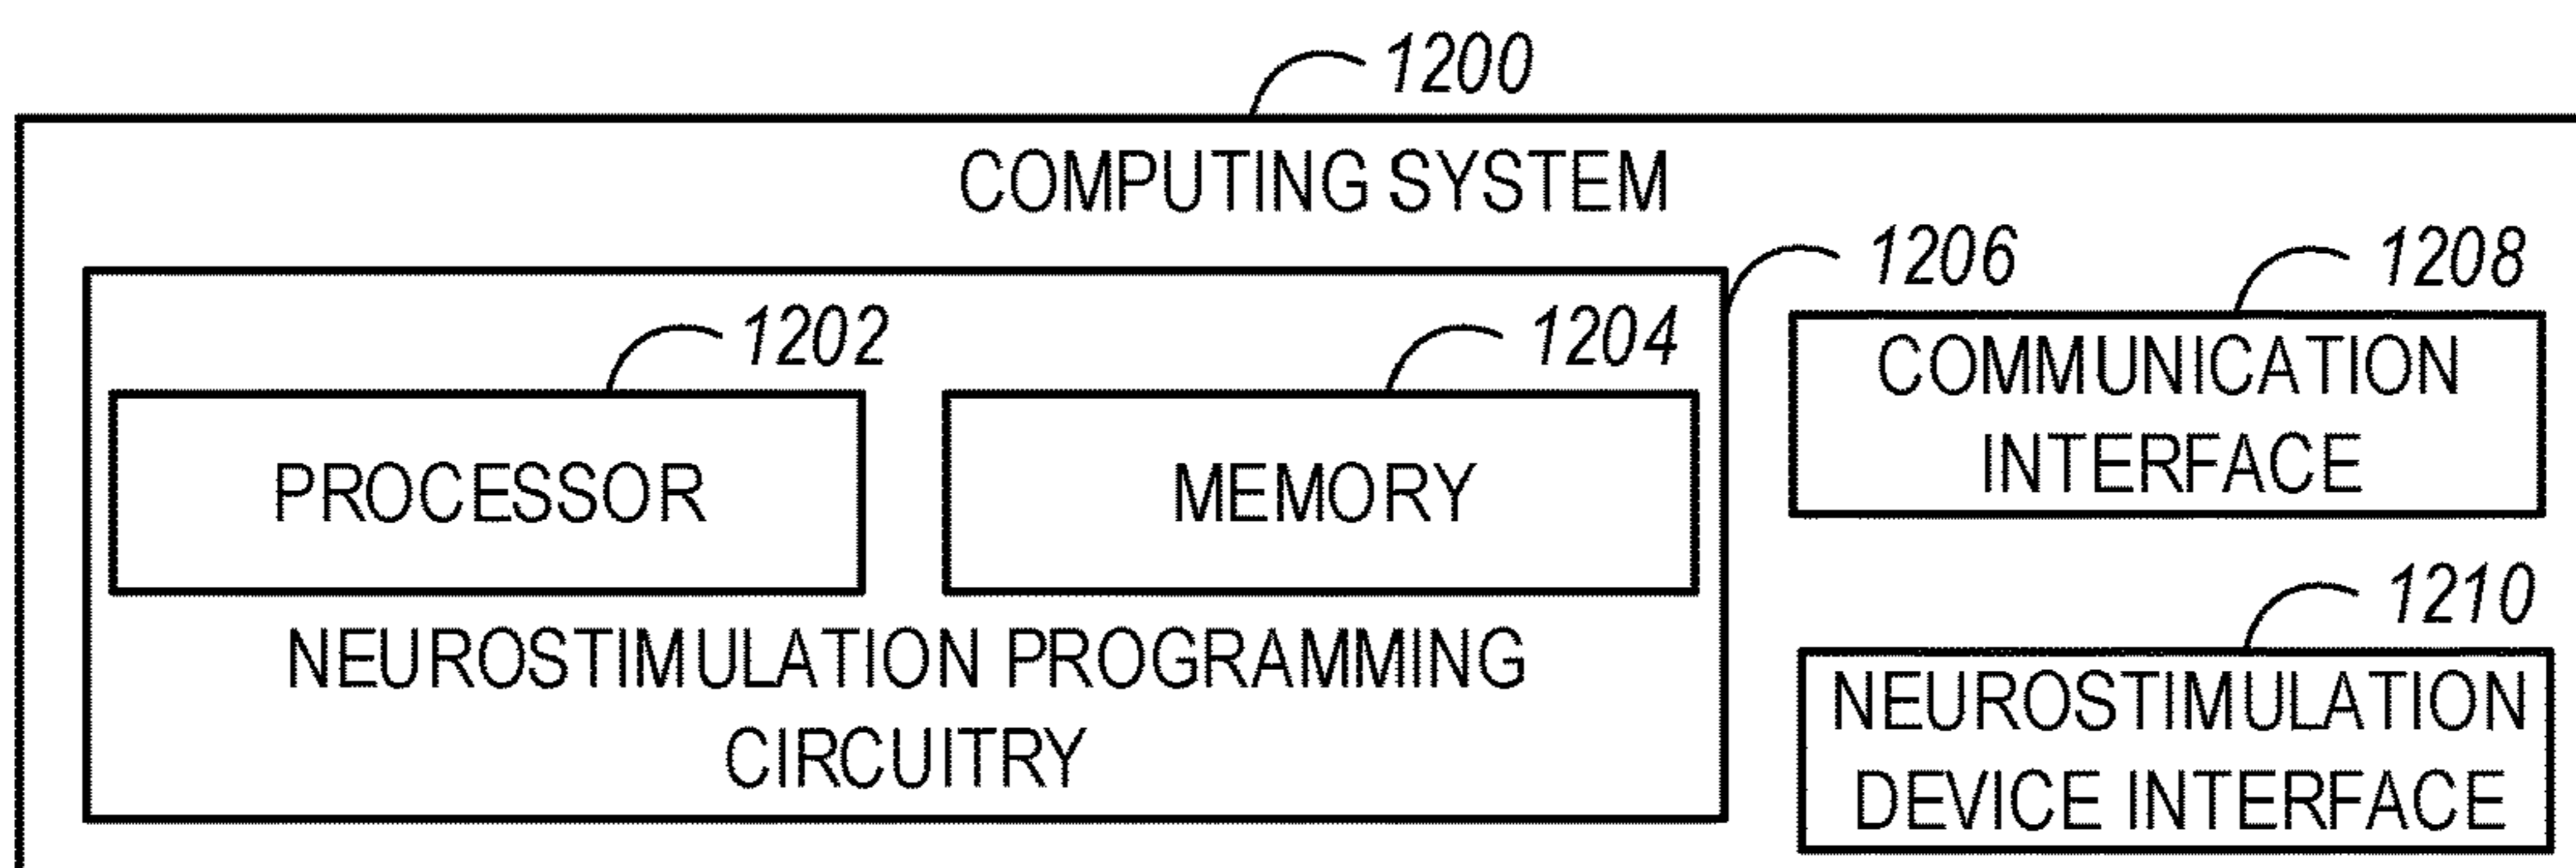 1200
COMPUTING SYSTEM
1206
1208
1202
1204
COMMUNICATION
INTERFACE
PROCESSOR
MEMORY
1210
NEUROSTIMULATION PROGRAMMING
CIRCUITRY
NEUROSTIMULATION
DEVICE INTERFACE